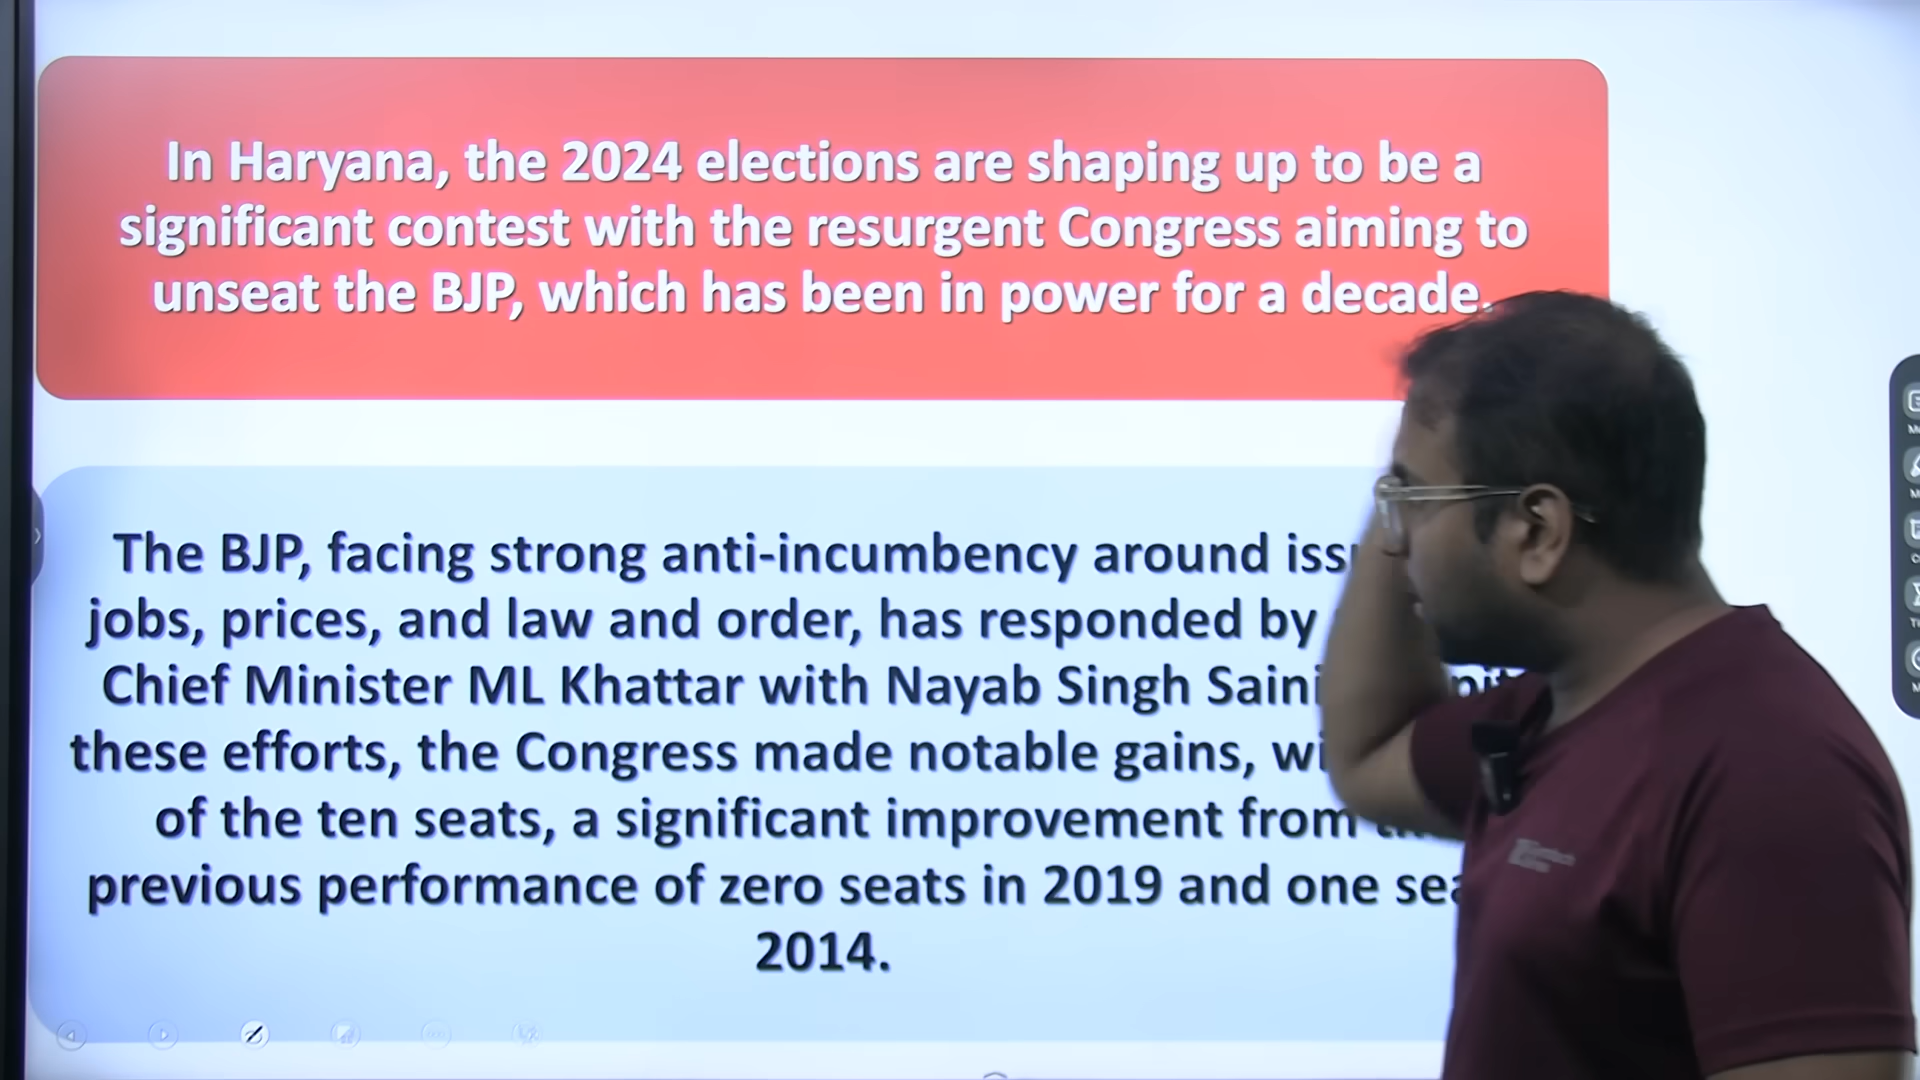 In Haryana, the 2024 elections are shaping up to be a
significant contest with the resurgent Congress aiming to
unseat the BJP, which has been in power for a decade.
The BJP, facing strong anti-incumbency around
jobs, prices, and law and order, has responded by
Chief Minister ML Khattar with Nayab Singh Saini
these efforts, the Congress made notable gains,
of the ten seats, a significant improvement from
previous performance of zero seats in 2019 and one
2014.